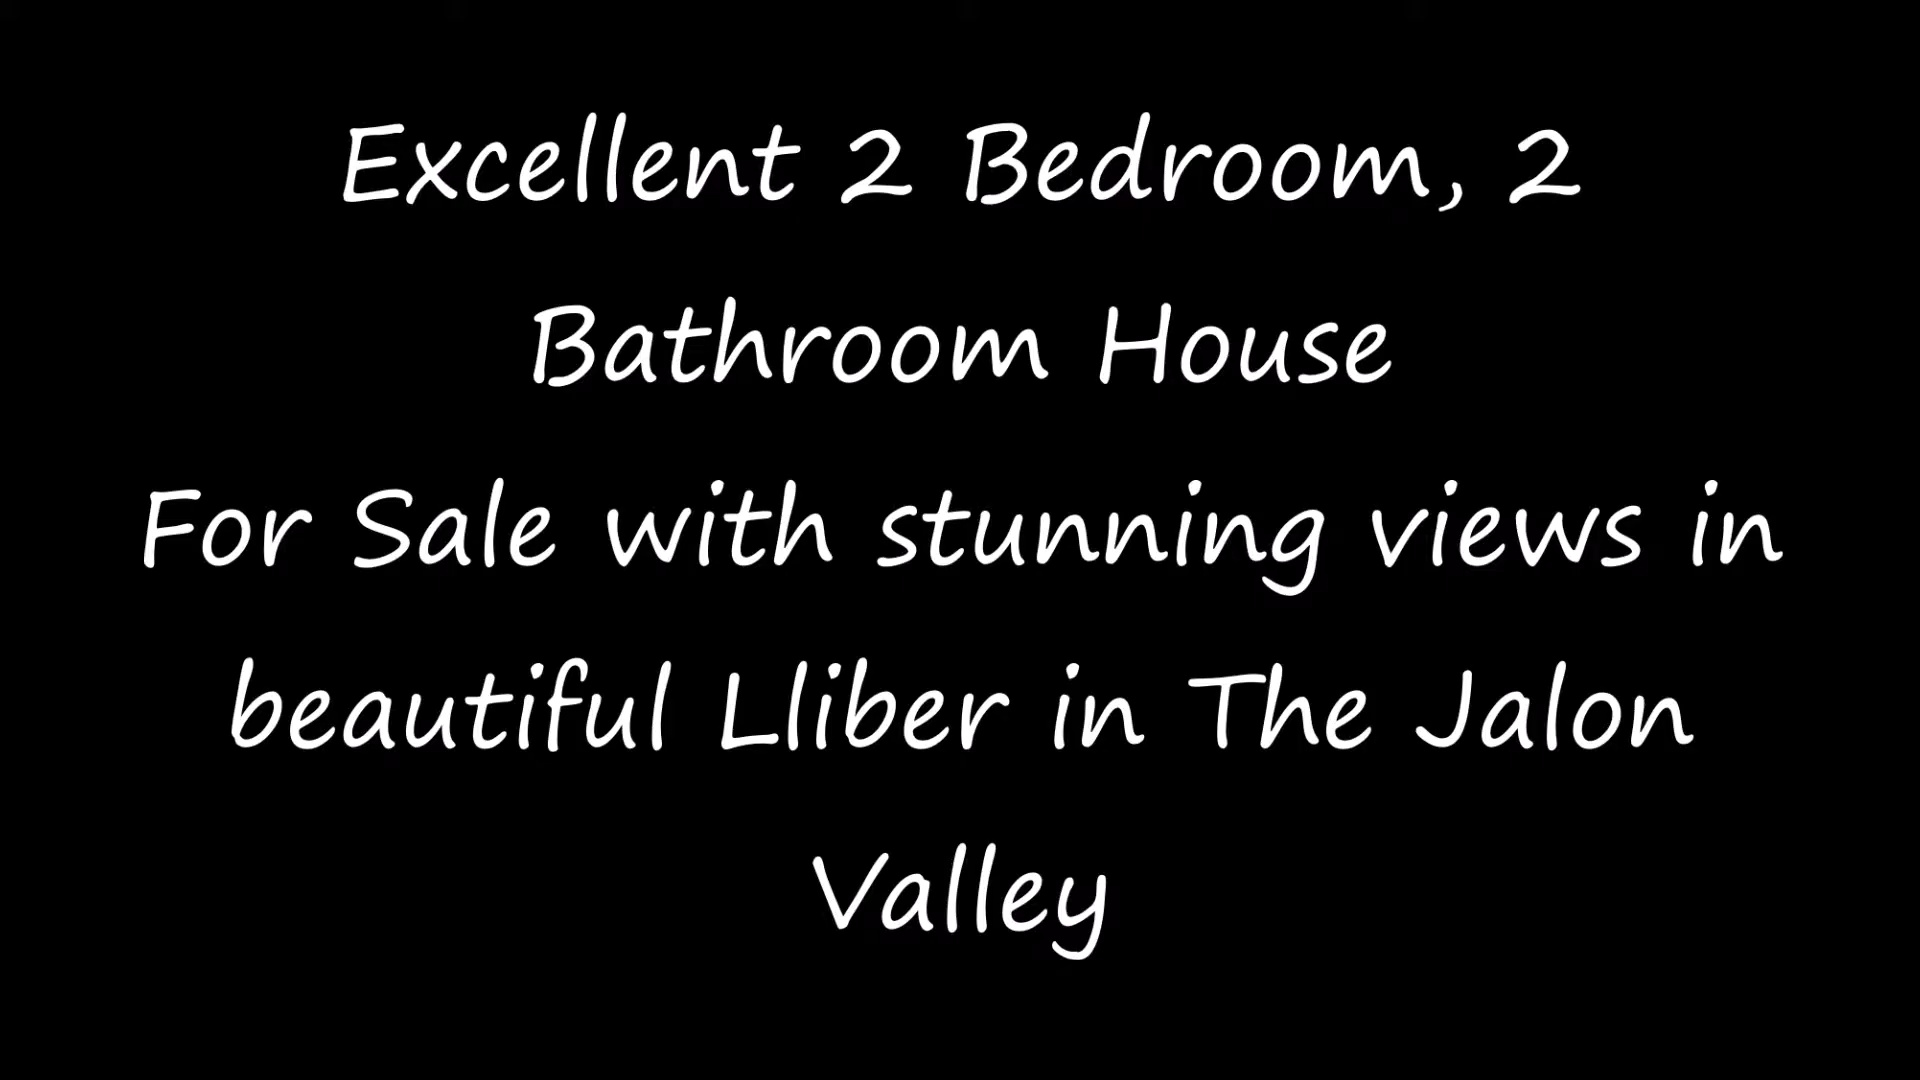 Excellent 2 Bedroom, 2
Bathroom House
For Sale with stunning views in
beautiful Lliber in The Jalon
Valley